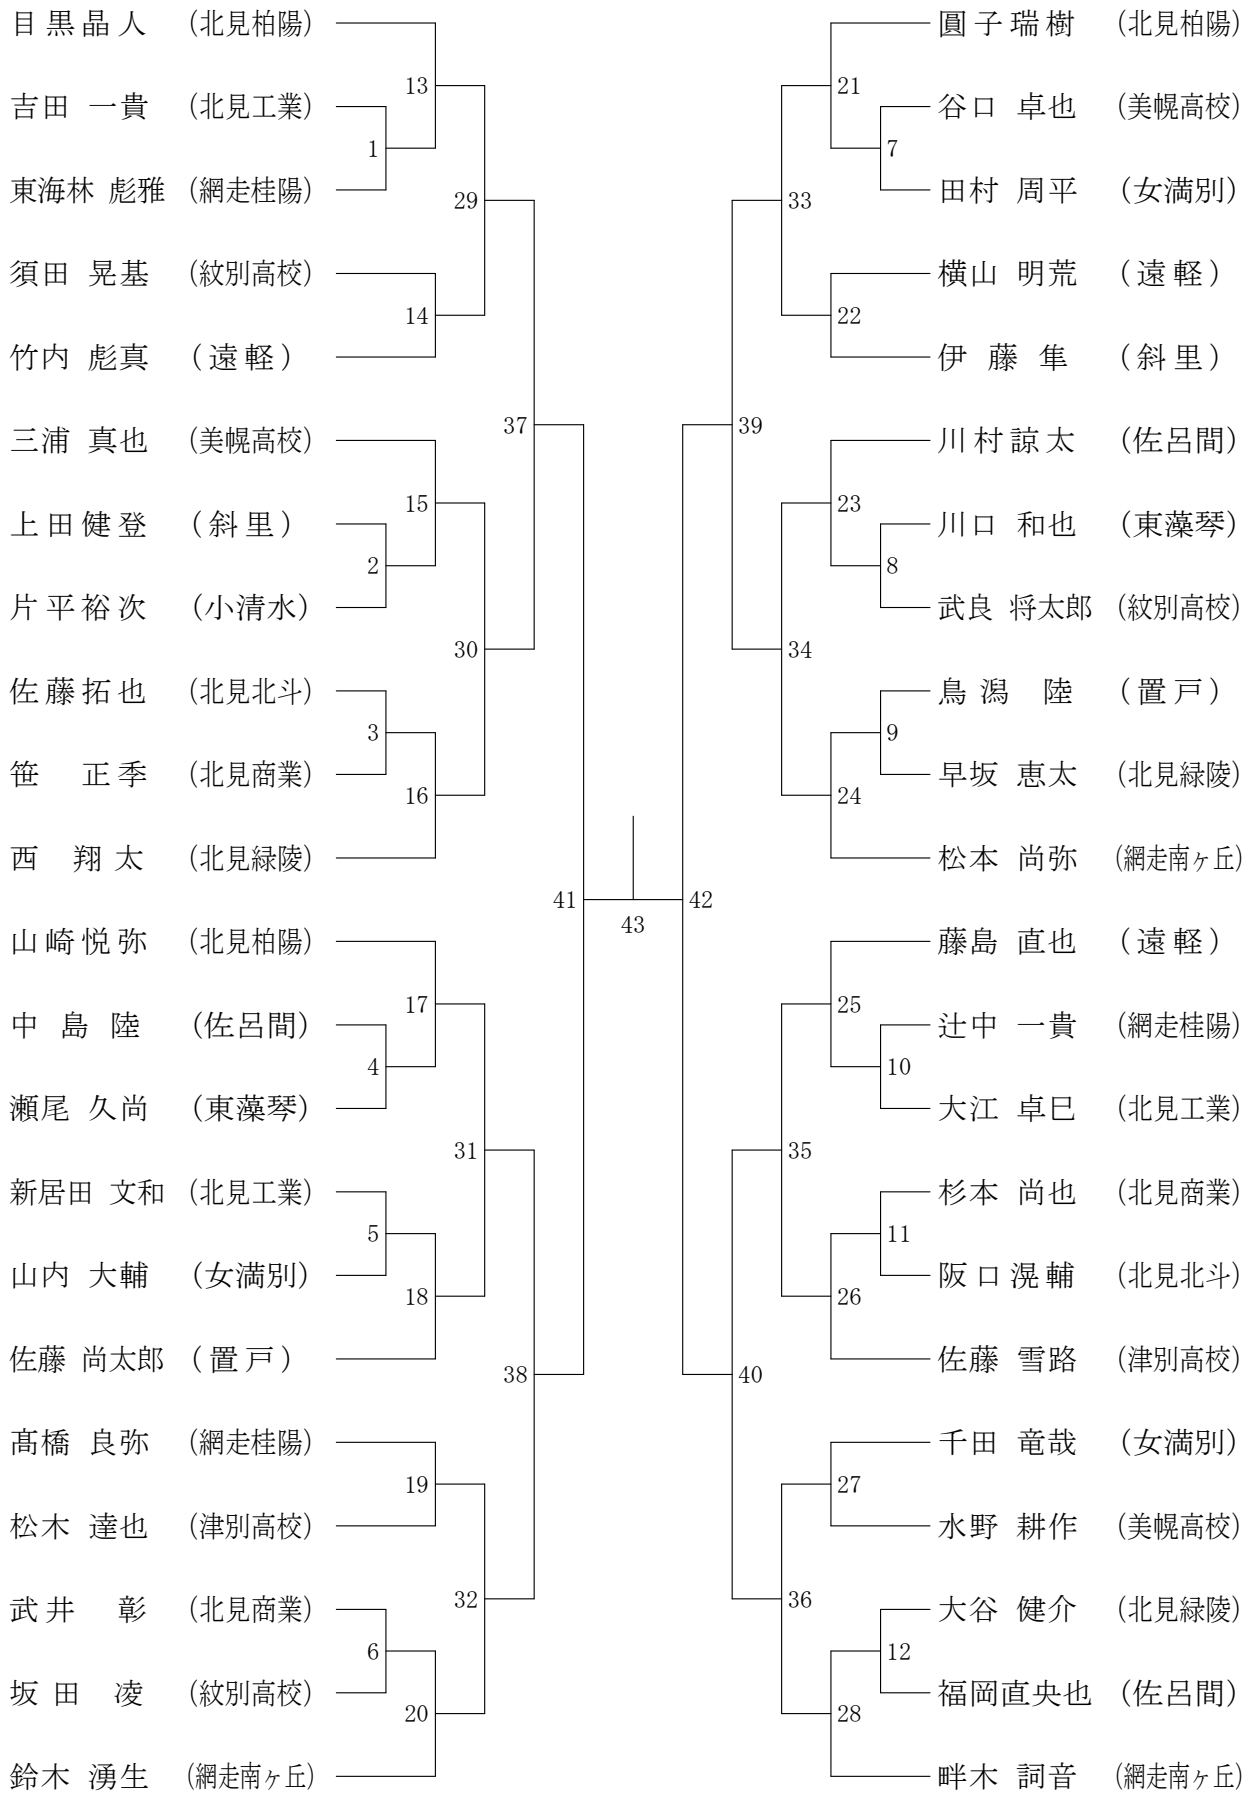 目黒晶人 (北見柏陽)
13
吉田 一貴 (北見工業)
1
東海林 彪雅 (網走桂陽)
29
須田 晃基 (紋別高校)
14
竹内 彪真 (遠軽)
37
三浦 真也 (美幌高校)
15
上田健登 (斜里)
2
片平裕次 (小清水)
30
佐藤拓也 (北見北斗)
3
笹 正季 (北見商業)
16
西 翔太 (北見緑陵)
41
山崎悦弥 (北見柏陽)
17
中島陸 (佐呂間)
4
瀬尾 久尚 (東藻琴)
31
新居田 文和 (北見工業)
5
山内 大輔 (女満別)
18
佐藤 尚太郎 (置戸)
38
髙橋 良弥 (網走桂陽)
19
松木 達也 (津別高校)
32
武井 彰 (北見商業)
6
坂田 凌 (紋別高校)
20
鈴木 湧生 (網走南ヶ丘)
43
圓子瑞樹 (北見柏陽)
21
谷口 卓也 (美幌高校)
7
田村 周平 (女満別)
33
横山 明荒 (遠軽)
22
伊藤隼 (斜里)
39
川村諒太 (佐呂間)
23
川口 和也 (東藻琴)
8
武良 将太郎 (紋別高校)
34
鳥潟 陸 (置戸)
9
早坂 恵太 (北見緑陵)
24
松本 尚弥 (網走南ヶ丘)
42
藤島 直也 (遠軽)
25
辻中 一貴 (網走桂陽)
10
大江 卓巳 (北見工業)
35
杉本 尚也 (北見商業)
11
阪口滉輔 (北見北斗)
26
佐藤 雪路 (津別高校)
40
千田 竜哉 (女満別)
27
水野 耕作 (美幌高校)
36
大谷 健介 (北見緑陵)
12
福岡直央也 (佐呂間)
28
畔木 詞音 (網走南ヶ丘)